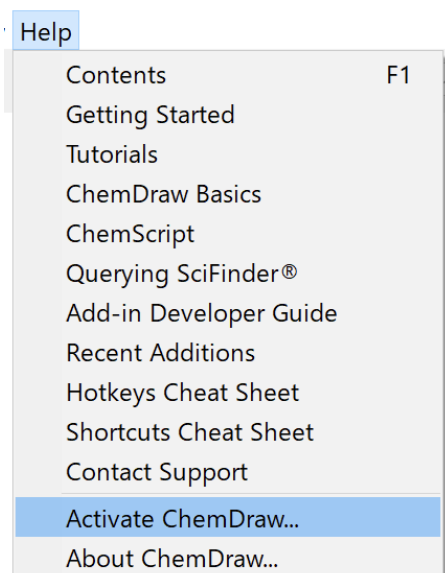 Help
Contents F1
Getting Started
Tutorials
ChemDraw Basics
ChemScript
Querying SciFinder®
Add-in Developer Guide
Recent Additions
Hotkeys Cheat Sheet
Shortcuts Cheat Sheet
Contact Support
Activate ChemDraw...
About ChemDraw...